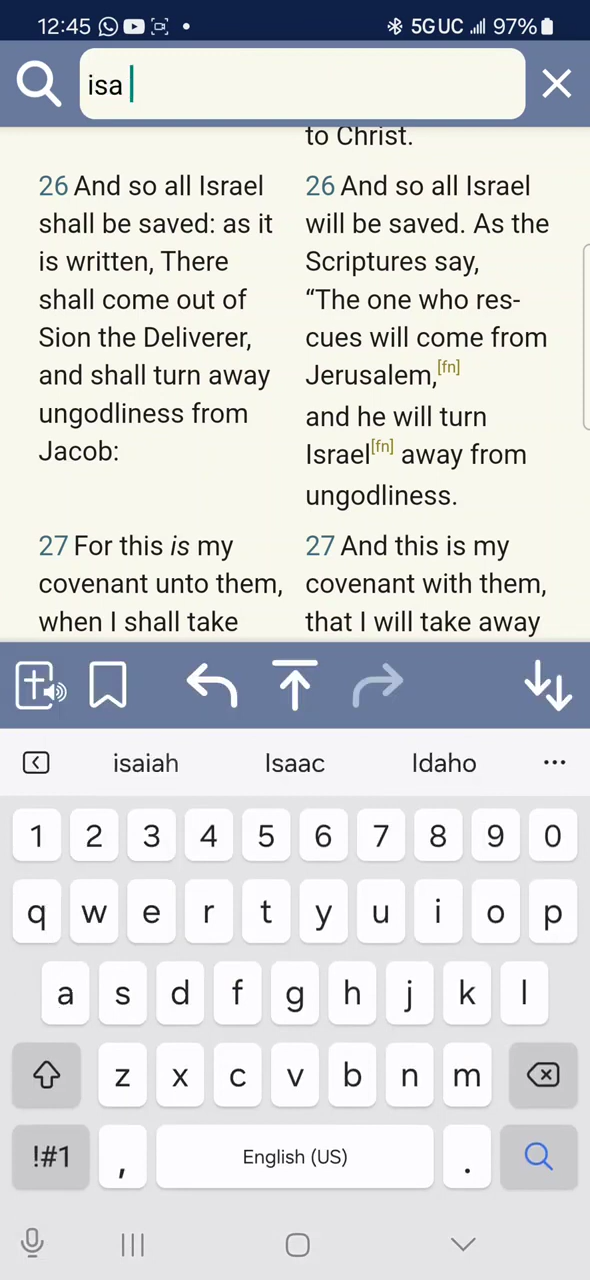 12:45 5GUC 97%
isa
to Christ.
26 And so all Israel
shall be saved: as it
is written, There
shall come out of
Sion the Deliverer,
and shall turn away
ungodliness from
Jacob:
27 For this is my
covenant unto them,
when I shall take
26 And so all Israel
will be saved. As the
Scriptures say,
“The one who res-
cues will come from
Jerusalem,[fn]
and he will turn
Israel[fn] away from
ungodliness.
27 And this is my
covenant with them,
that I will take away
isaiah Isaac Idaho ...
1 2 3 4 5 6 7 8 9 0
q w e r t y u i o p
a s d f g h j k l
z x c v b n m
!#1 , English (US) .